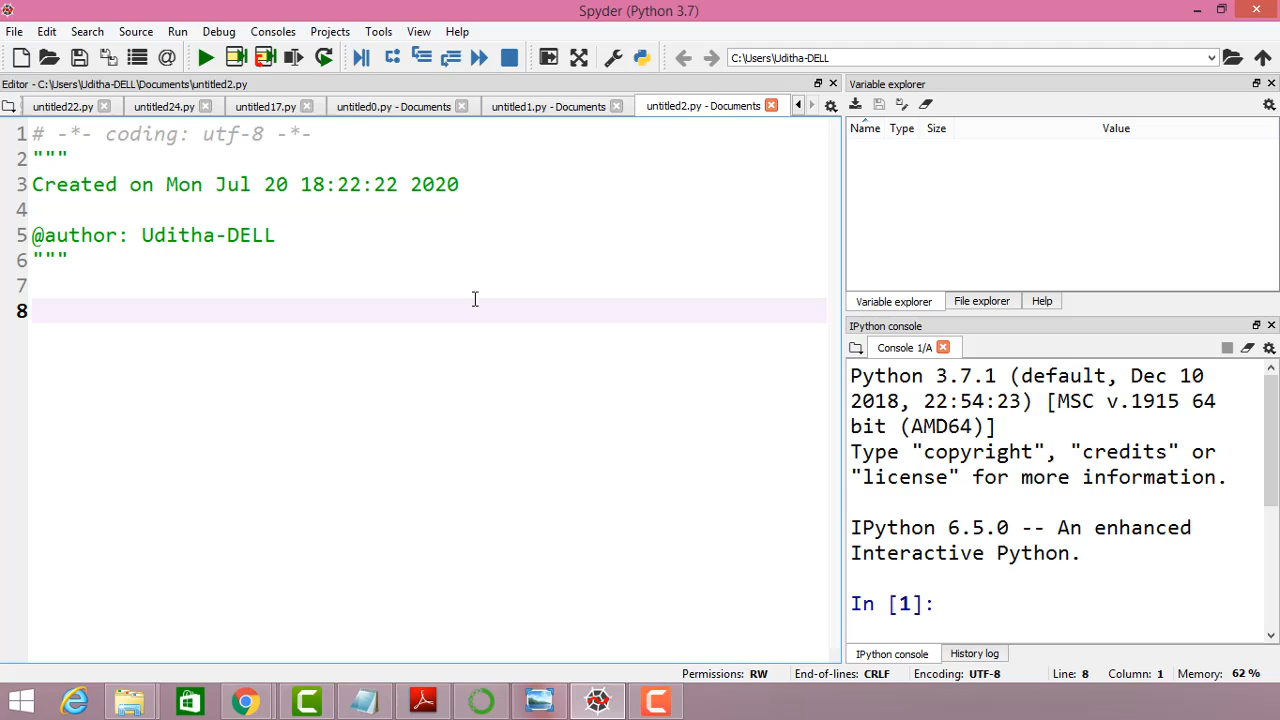 Spyder (Python 3.7)
File Edit Search Source Run Debug Consoles Projects Tools View Help
C:\Users\Uditha-DELL
Editor - C:\Users\Uditha-DELL\Documents\untitled2.py
untitled22.py untitled24.py untitled17.py untitled0.py - Documents untitled1.py - Documents untitled2.py - Documents
1 # -*- coding: utf-8 -*-
2 """
3 Created on Mon Jul 20 18:22:22 2020
4
5 @author: Uditha-DELL
6 """
7
8
Variable explorer
Name Type Size Value
Variable explorer File explorer Help
IPython console
Console 1/A
Python 3.7.1 (default, Dec 10
2018, 22:54:23) [MSC v.1915 64
bit (AMD64)]
Type "copyright", "credits" or
"license" for more information.
IPython 6.5.0 -- An enhanced
Interactive Python.
In [1]:
IPython console History log
Permissions: RW End-of-lines: CRLF Encoding: UTF-8 Line: 8 Column: 1 Memory: 62 %